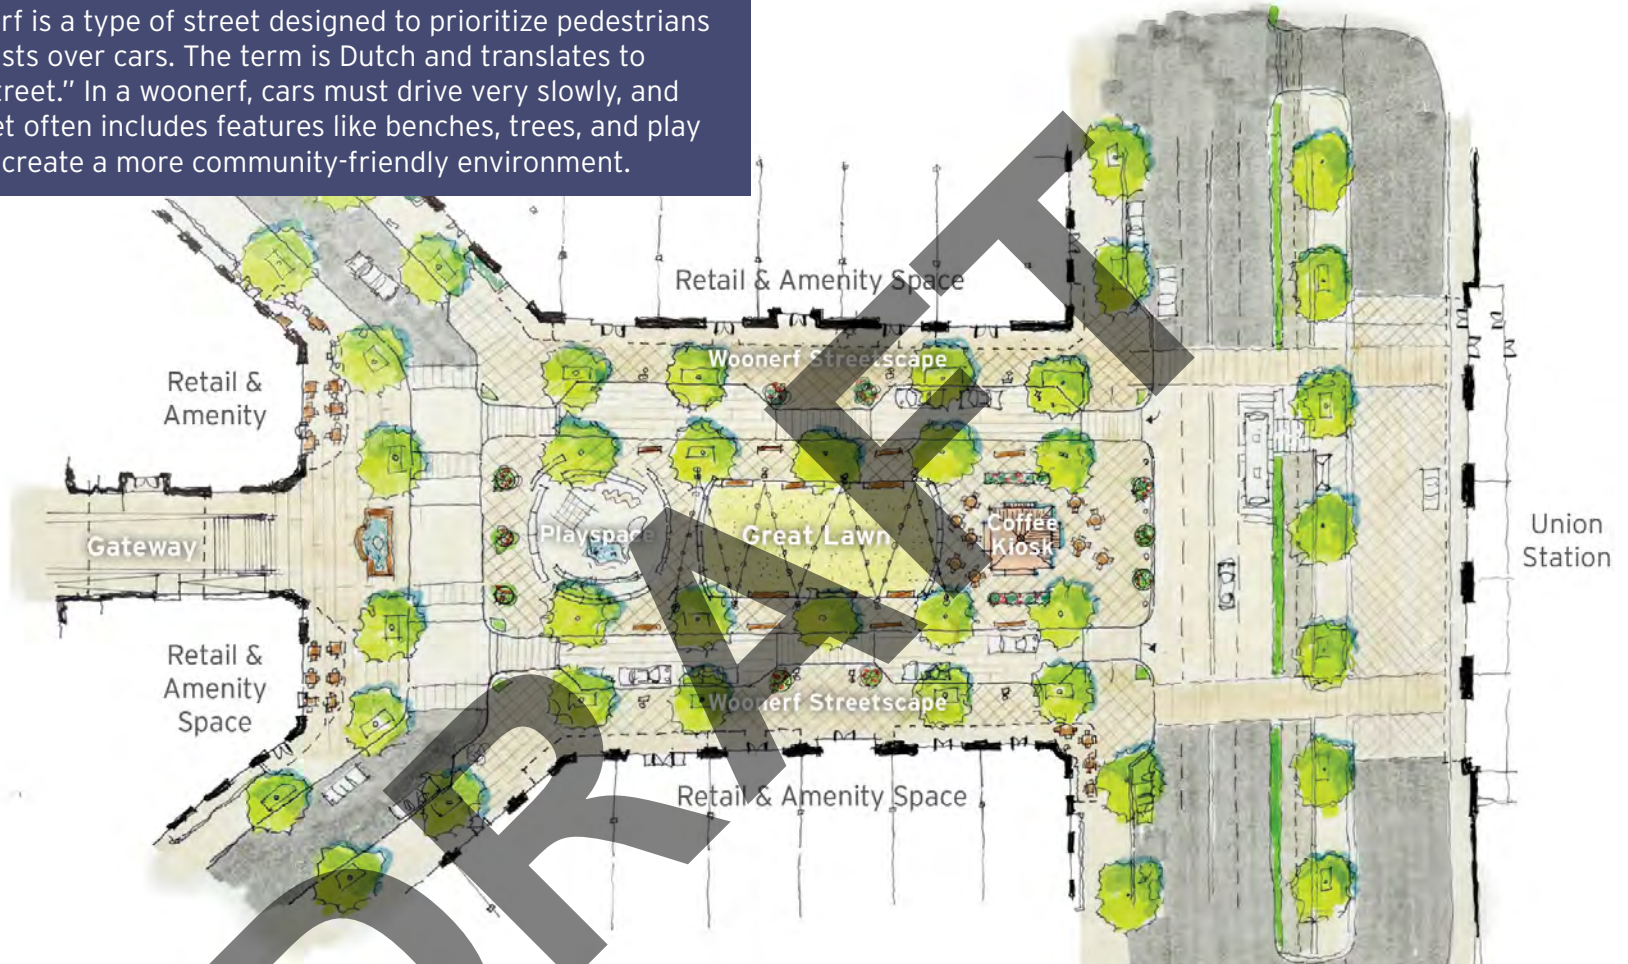 rf is a type of street designed to prioritize pedestrians
sts over cars. The term is Dutch and translates to
treet.” In a woonerf, cars must drive very slowly, and
et often includes features like benches, trees, and play
create a more community-friendly environment.
Retail & Amenity Space
Woonerf Streetscape
Retail &
Amenity
Gateway
Playspace
Great Lawn
Coffee
Kiosk
Union
Station
Retail &
Amenity
Space
Woonerf Streetscape
Retail & Amenity Space
DRAFT